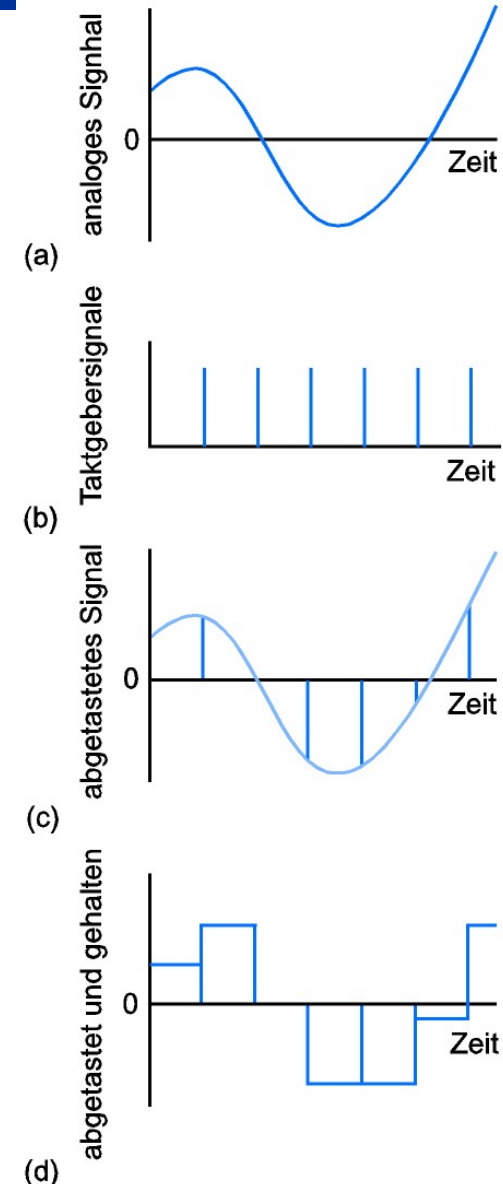 analoges Signhal
0
Zeit
(a)
Taktgebersignale
Zeit
(b)
abgetastetes Signal
0
Zeit
(c)
abgetastet und gehalten
0
Zeit
(d)